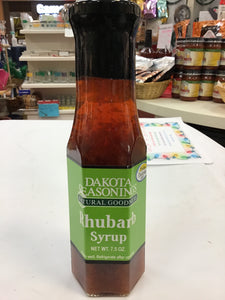 DAKOTA
SEASONINGS
NATURAL GOODNESS
Rhubarb
Syrup
NET WT. 7.5 OZ.